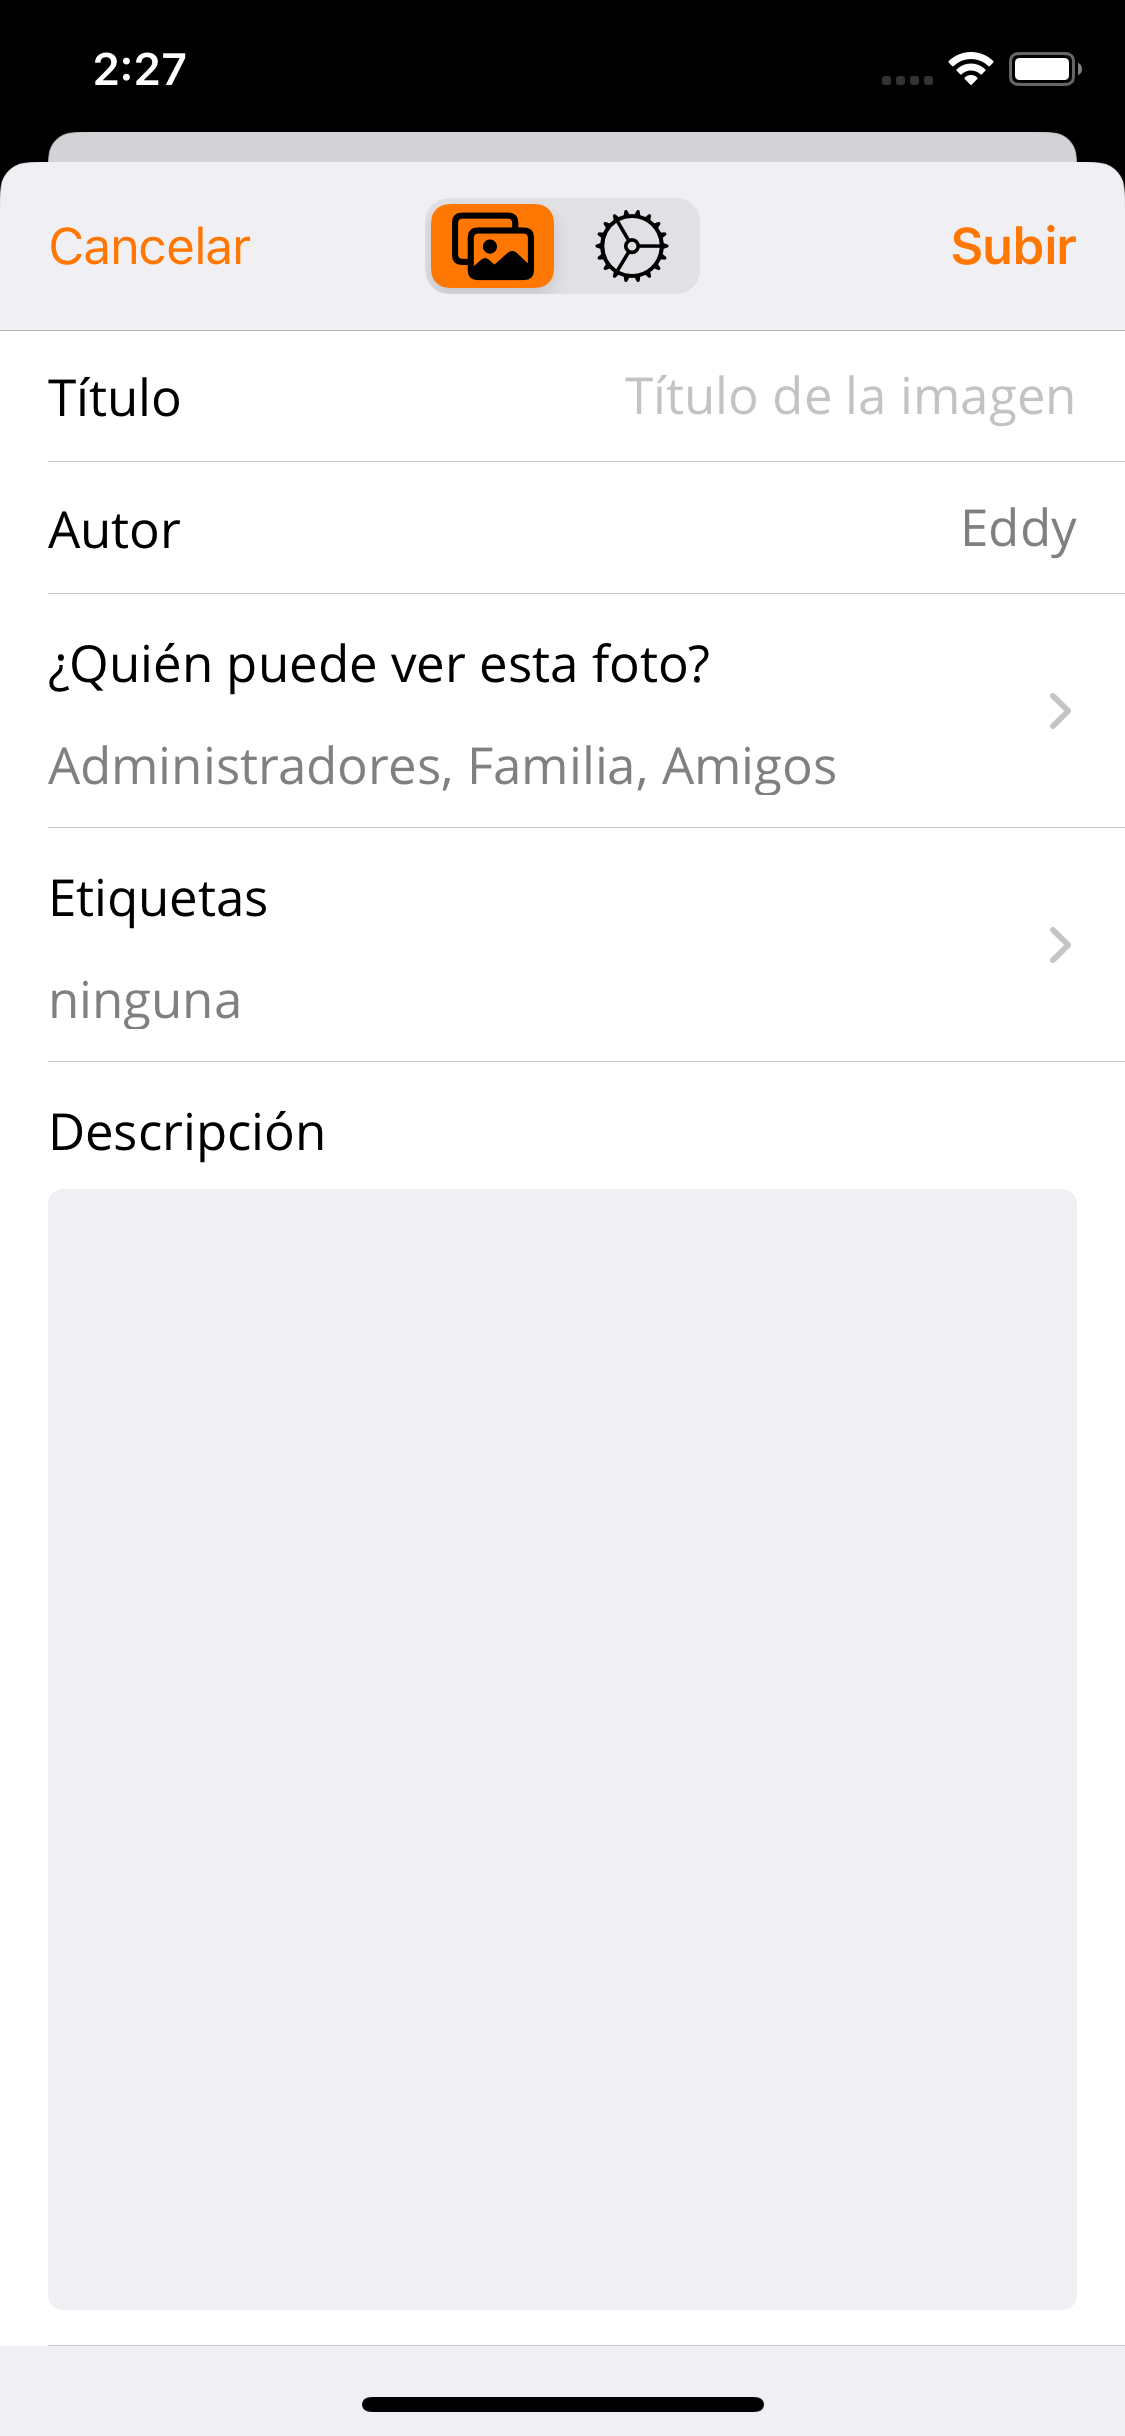 2:27
Cancelar
Subir
Título
Título de la imagen
Autor
Eddy
¿Quién puede ver esta foto?
Administradores, Familia, Amigos
Etiquetas
ninguna
Descripción